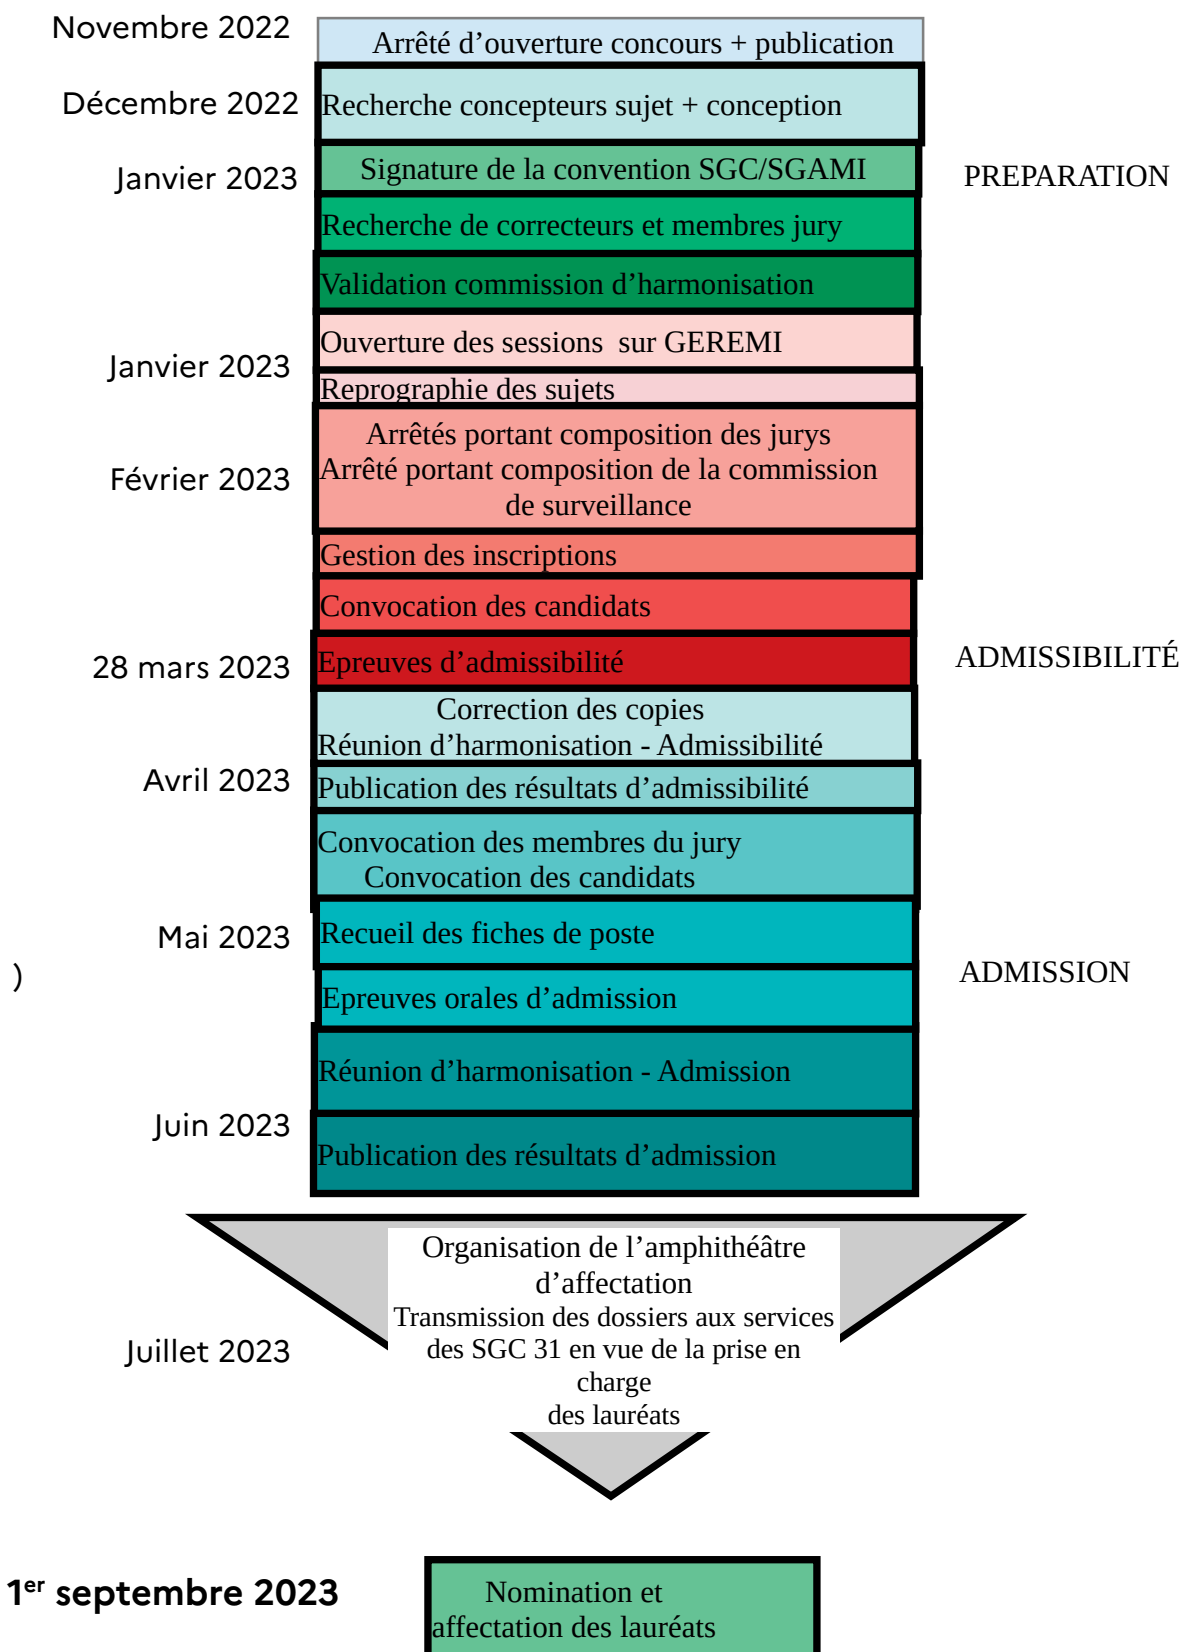 Novembre 2022
Arrêté d’ouverture concours + publication
Décembre 2022
Recherche concepteurs sujet + conception
Janvier 2023
Signature de la convention SGC/SGAMI
PREPARATION
Recherche de correcteurs et membres jury
Validation commission d’harmonisation
Ouverture des sessions  sur GEREMI
Janvier 2023
Reprographie des sujets
Arrêtés portant composition des jurys
Février 2023
Arrêté portant composition de la commission
de surveillance
Gestion des inscriptions
Convocation des candidats
28 mars 2023
Epreuves d’admissibilité
ADMISSIBILITÉ
Correction des copies
Réunion d’harmonisation - Admissibilité
Avril 2023
Publication des résultats d’admissibilité
Convocation des membres du jury
Convocation des candidats
Mai 2023
Recueil des fiches de poste
)
ADMISSION
Epreuves orales d’admission
Réunion d’harmonisation - Admission
Juin 2023
Publication des résultats d’admission
Organisation de l’amphithéâtre
d’affectation
Transmission des dossiers aux services
Juillet 2023
des SGC 31 en vue de la prise en
charge
des lauréats
1er septembre 2023
Nomination et
affectation des lauréats